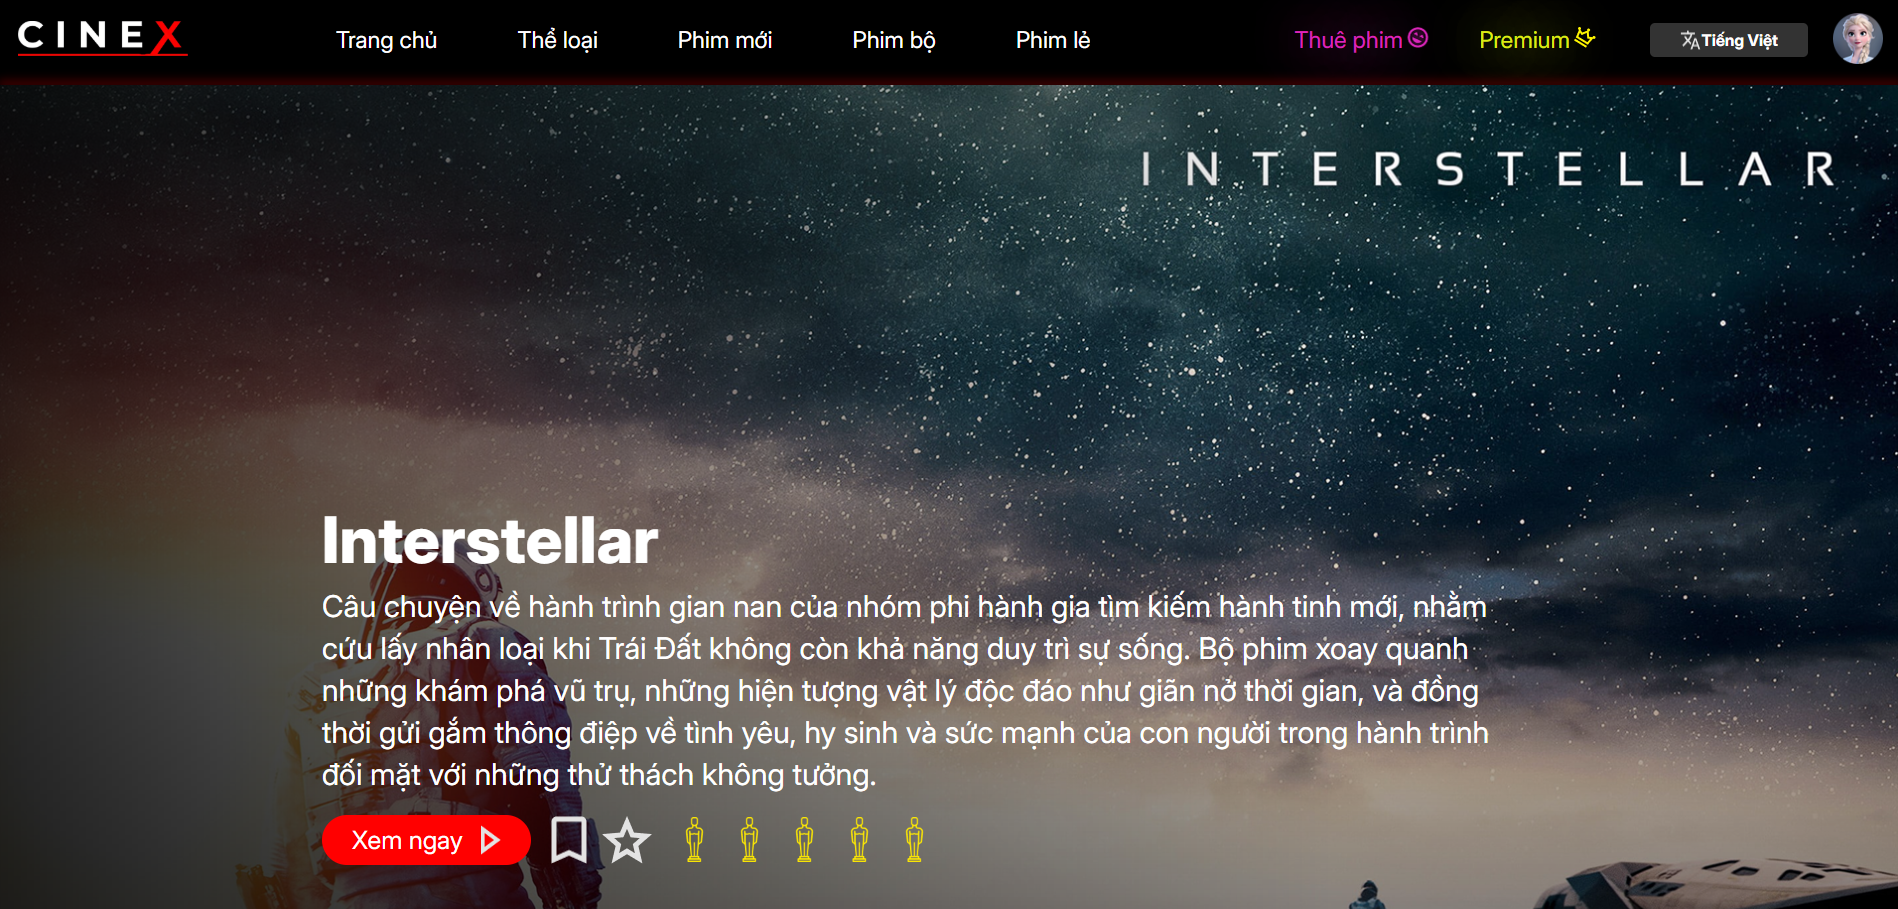 CINEX
Trang chủ
Thể loại
Phim mới
Phim bộ
Phim lẻ
Thuê phim
Premium
Tiếng Việt
INTERSTELLAR
Interstellar
Câu chuyện về hành trình gian nan của nhóm phi hành gia tìm kiếm hành tinh mới, nhằm
cứu lấy nhân loại khi Trái Đất không còn khả năng duy trì sự sống. Bộ phim xoay quanh
những khám phá vũ trụ, những hiện tượng vật lý độc đáo như giãn nở thời gian, và đồng
thời gửi gắm thông điệp về tình yêu, hy sinh và sức mạnh của con người trong hành trình
đối mặt với những thử thách không tưởng.
Xem ngay